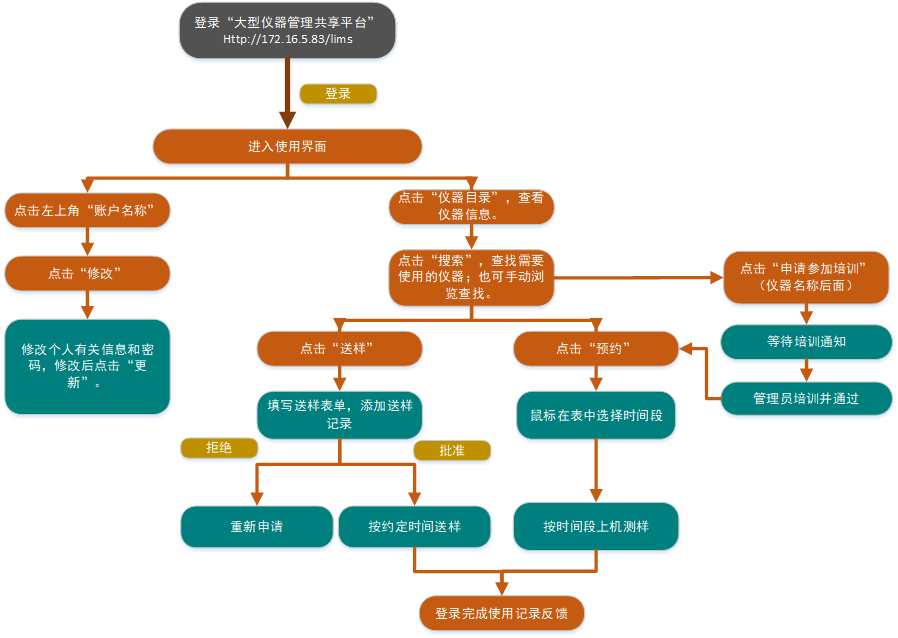 登录“大型仪器管理共享平台”
Http://172.16.5.83/lims
登录
进入使用界面
点击左上角“账户名称”
点击“修改”
修改个人有关信息和密
码，修改后点击“更
新”。
点击“仪器目录”，查看
仪器信息。
点击“搜索”，查找需要
使用的仪器；也可手动浏
览查找。
点击“申请参加培训”
（仪器名称后面）
等待培训通知
管理员培训并通过
点击“送样”
点击“预约”
填写送样表单，添加送样
记录
鼠标在表中选择时间段
拒绝
批准
重新申请
按约定时间送样
按时间段上机测样
登录完成使用记录反馈